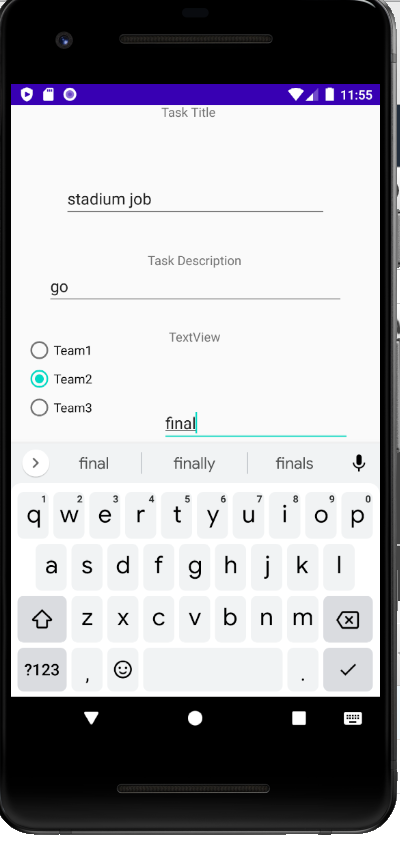 11:55
Task Title
stadium job
Task Description
go
TextView
Team1
Team2
Team3
final
final finally finals
1 2 3 4 5 6 7 8 9 0
q w e r t y u i o p
a s d f g h j k l
z x c v b n m
?123 , .